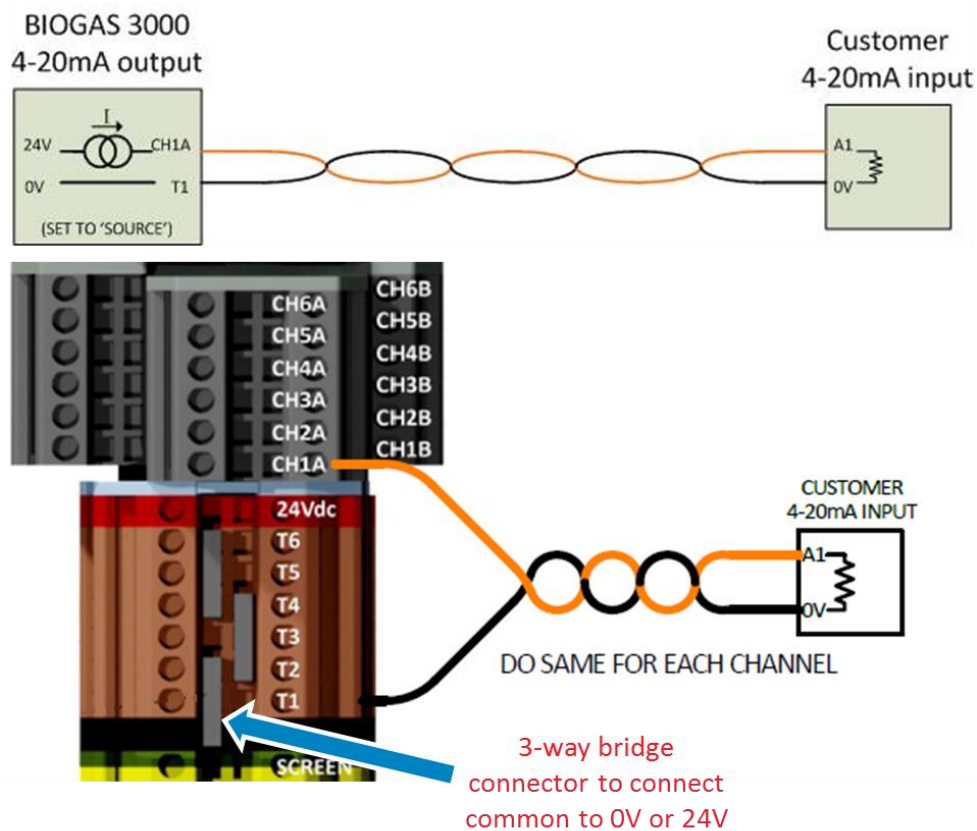 BIOGAS 3000
4-20mA output
Customer
4-20mA input
I
24V
CH1A
A1
0V
T1
0V
(SET TO ‘SOURCE’)
CH6A
CH6B
CH5A
CH5B
CH4A
CH4B
CH3A
CH3B
CH2A
CH2B
CH1A
CH1B
24Vdc
T6
T5
T4
T3
T2
T1
SCREEN
CUSTOMER
4-20mA INPUT
A1
0V
DO SAME FOR EACH CHANNEL
3-way bridge
connector to connect
common to 0V or 24V